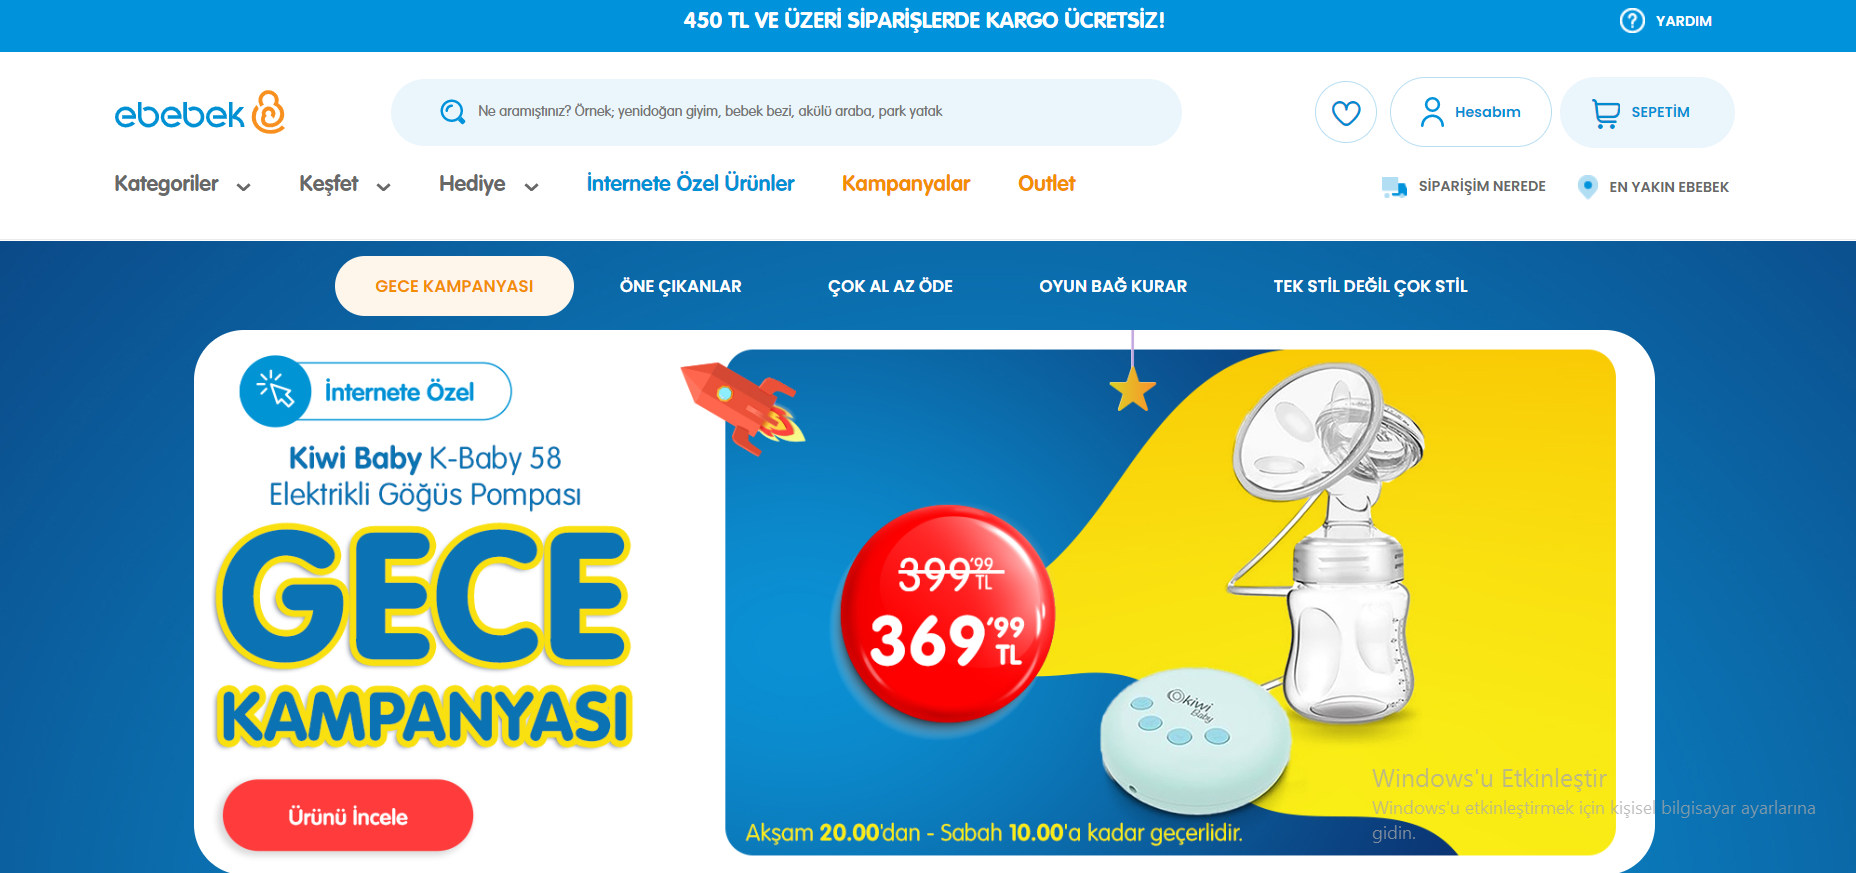 450 TL VE ÜZERİ SİPARİŞLERDE KARGO ÜCRETSİZ!
YARDIM
ebebek
Ne aramıştınız? Örnek; yenidoğan giyim, bebek bezi, akülü araba, park yatak
Hesabım
SEPETİM
Kategoriler
Keşfet
Hediye
İnternete Özel Ürünler
Kampanyalar
Outlet
SİPARİŞİM NEREDE
EN YAKIN EBEBEK
GECE KAMPANYASI
ÖNE ÇIKANLAR
ÇOK AL AZ ÖDE
OYUN BAĞ KURAR
TEK STİL DEĞİL ÇOK STİL
İnternete Özel
Kiwi Baby K-Baby 58
Elektrikli Göğüs Pompası
GECE
KAMPANYASI
Ürünü İncele
399'99 TL
369'99 TL
kiwi
Baby
Akşam 20.00'dan - Sabah 10.00'a kadar geçerlidir.
Windows'u Etkinleştir
Windows'u etkinleştirmek için kişisel bilgisayar ayarlarına
gidin.